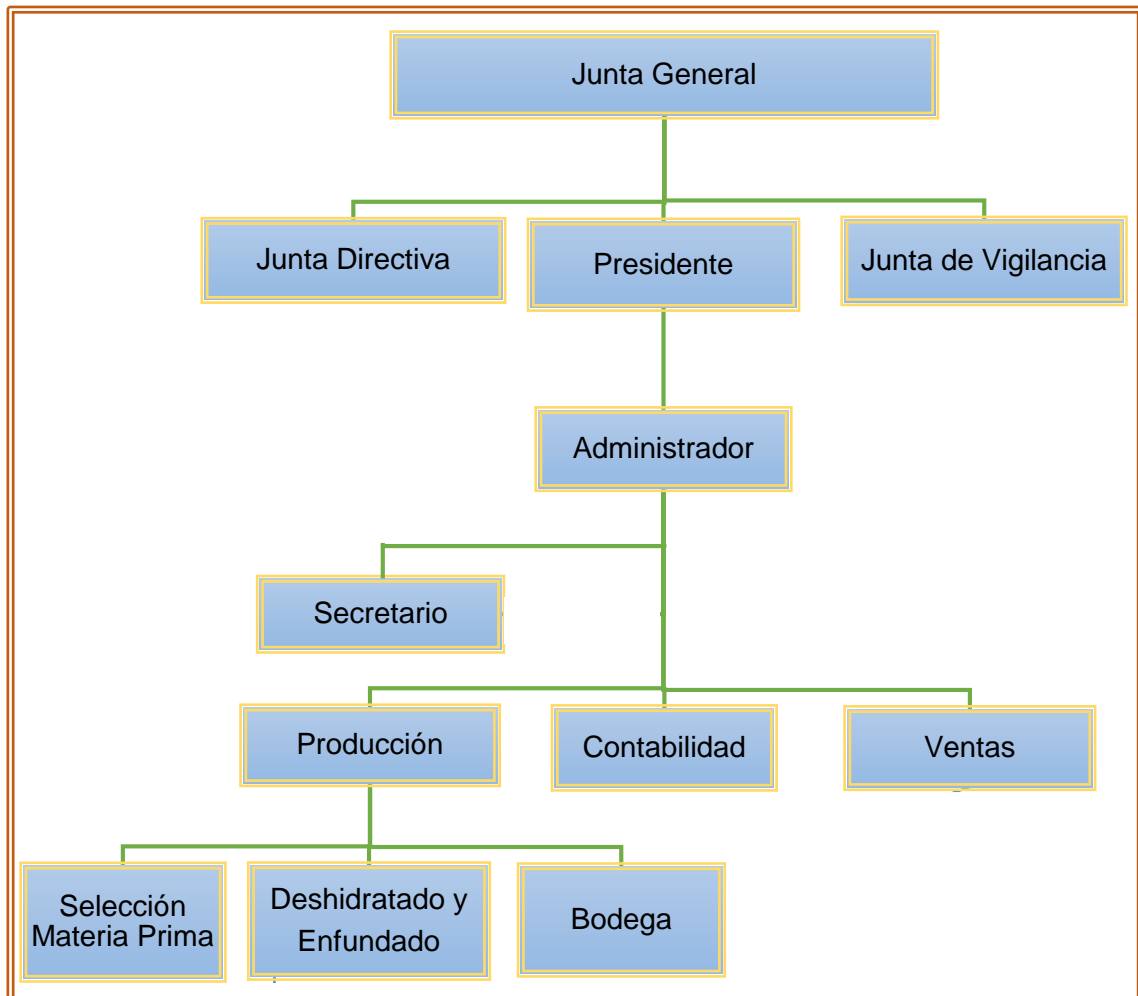 Junta General
Junta Directiva
Presidente
Junta de Vigilancia
Administrador
Secretario
Producción
Contabilidad
Ventas
Selección
Materia Prima
Deshidratado y
Enfundado
Bodega